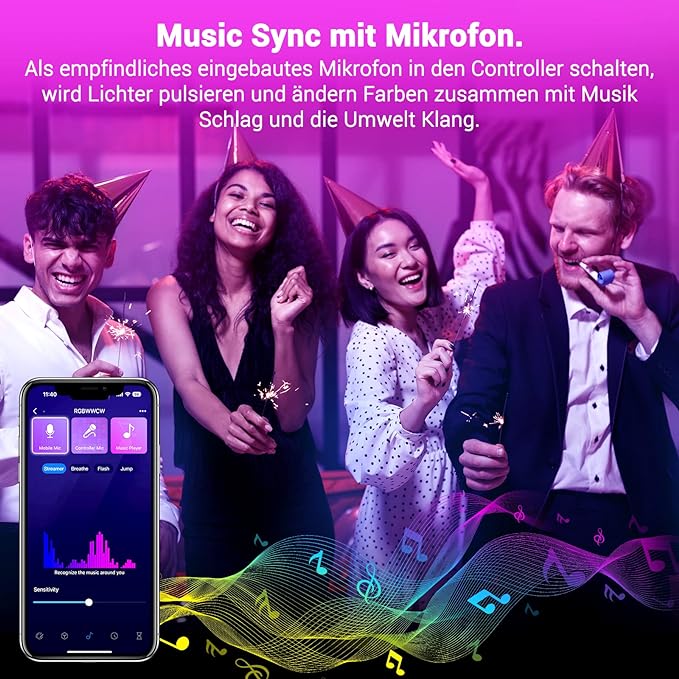 Music Sync mit Mikrofon.
Als empfindliches eingebautes Mikrofon in den Controller schalten,
wird Lichter pulsieren und ändern Farben zusammen mit Musik
Schlag und die Umwelt Klang.
11:40
RGBWWCW
Mobile Mic Controller Mic Music Player
Streamer Breathe Flash Jump
Recognize the music around you
Sensitivity